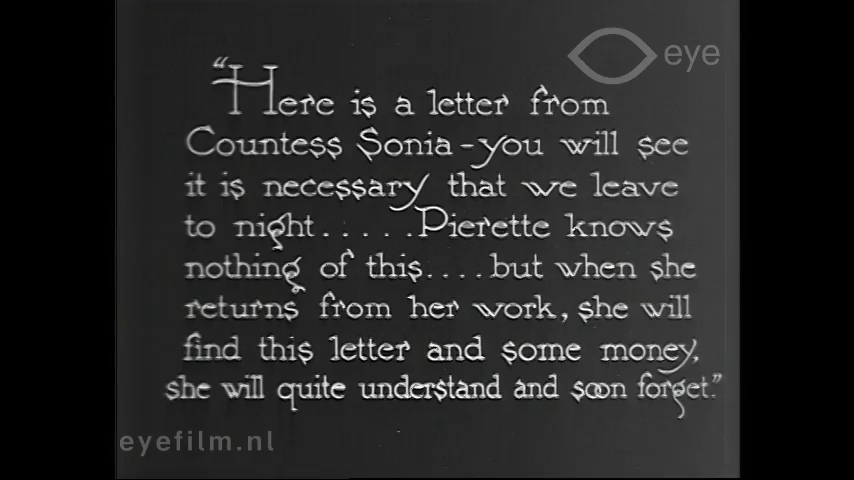 eye
“Here is a letter from
Countess Sonia - you will see
it is necessary that we leave
to night.....Pierette knows
nothing of this....but when she
returns from her work, she will
find this letter and some money,
she will quite understand and soon forget.”
eyefilm.nl